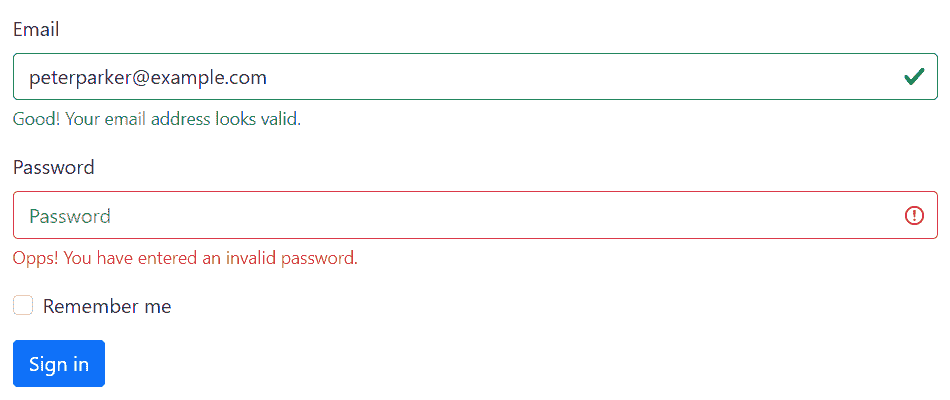 Email
peterparker@example.com
Good! Your email address looks valid.
Password
Password
Opps! You have entered an invalid password.
Remember me
Sign in